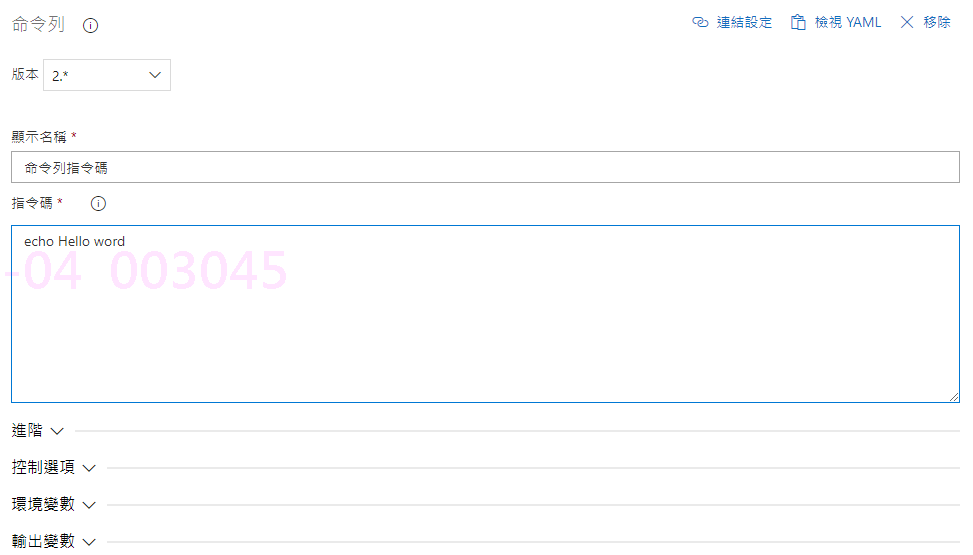 命令列
連結設定 檢視 YAML 移除
版本 2.*
顯示名稱 *
命令列指令碼
指令碼 *
echo Hello word
-04 003045
進階
控制選項
環境變數
輸出變數